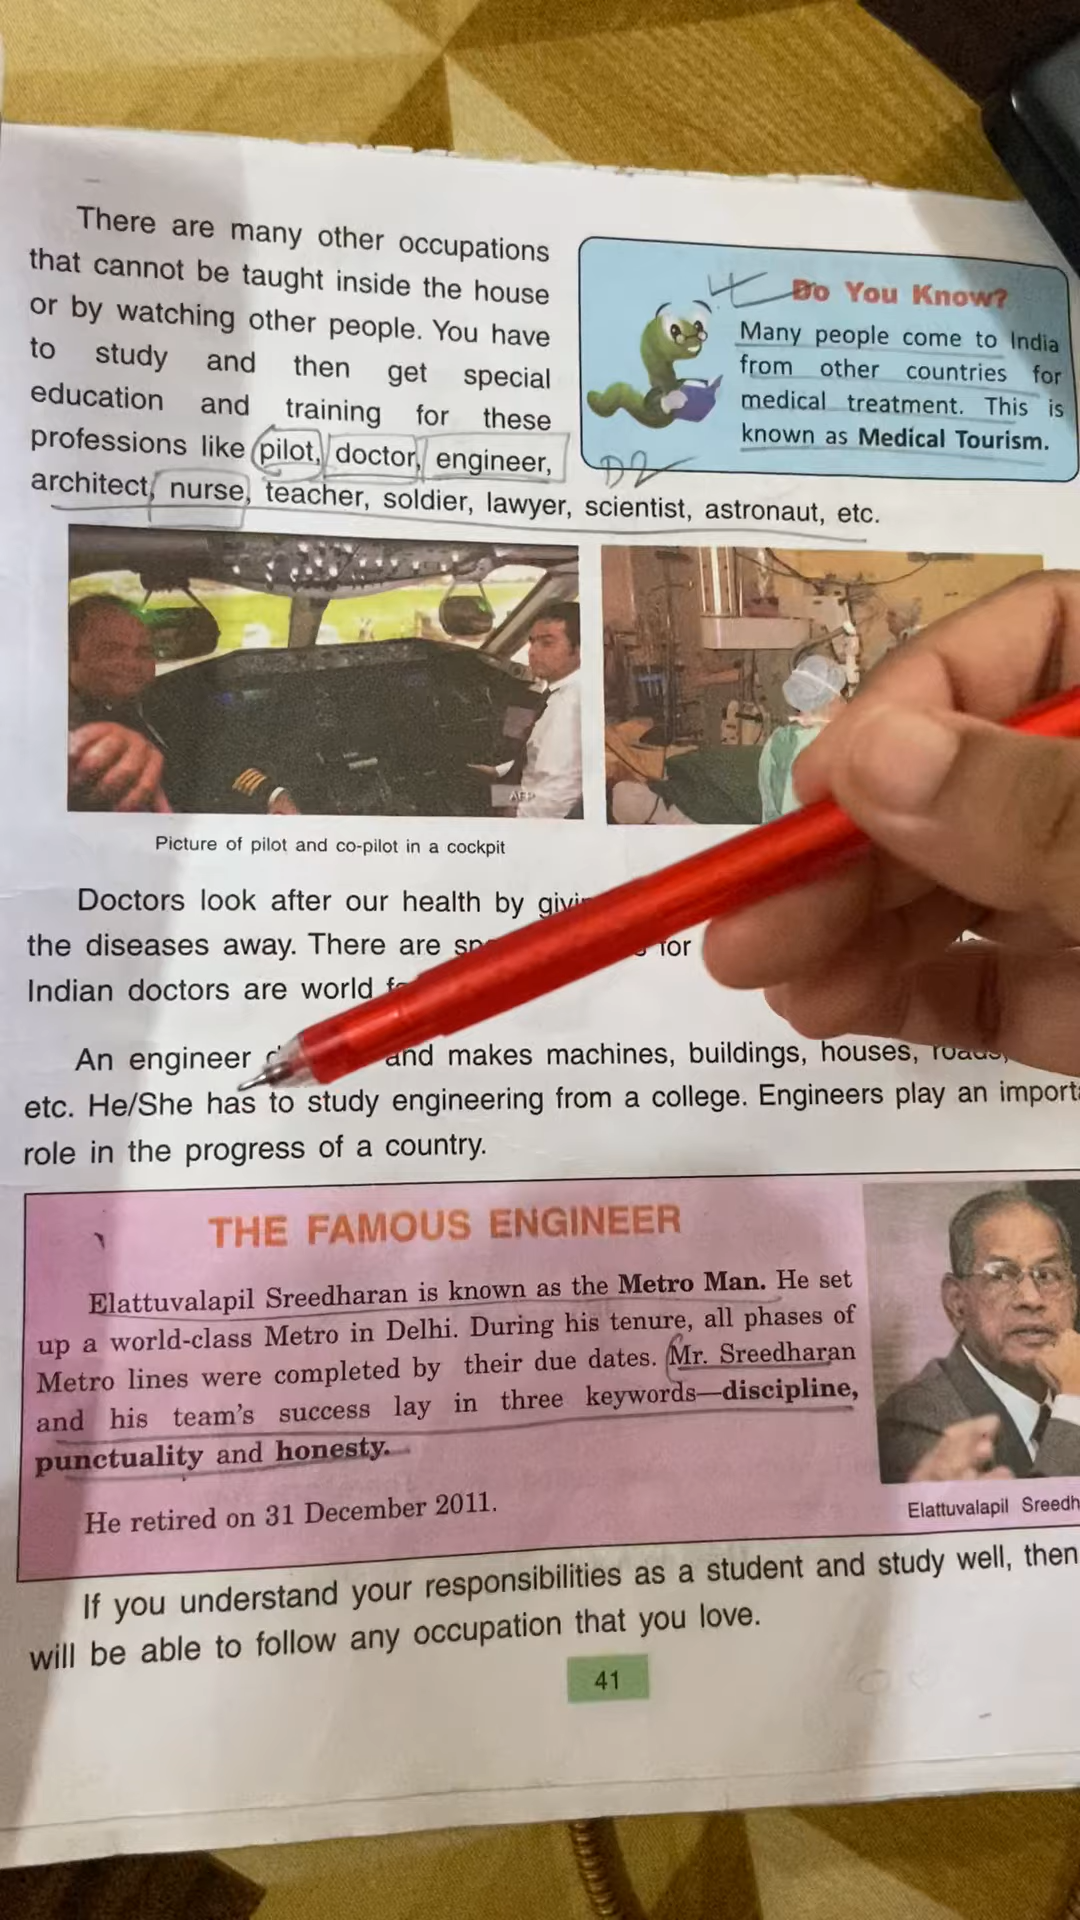 There are many other occupations
that cannot be taught inside the house
or by watching other people. You have
to study and then get special
education and training for these
professions like pilot, doctor, engineer,
architect, nurse, teacher, soldier, lawyer, scientist, astronaut, etc.
Do You Know?
Many people come to India
from other countries for
medical treatment. This is
known as Medical Tourism.
D2
AFP
Picture of pilot and co-pilot in a cockpit
Doctors look after our health by
the diseases away. There are for
Indian doctors are world
An engineer and makes machines, buildings, houses, roads,
etc. He/She has to study engineering from a college. Engineers play an
role in the progress of a country.
THE FAMOUS ENGINEER
Elattuvalapil Sreedharan is known as the Metro Man. He set
up a world-class Metro in Delhi. During his tenure, all phases of
Metro lines were completed by their due dates. Mr. Sreedharan
and his team's success lay in three keywords—discipline,
punctuality and honesty.
He retired on 31 December 2011.
Elattuvalapil
If you understand your responsibilities as a student and study well, then
will be able to follow any occupation that you love.
41